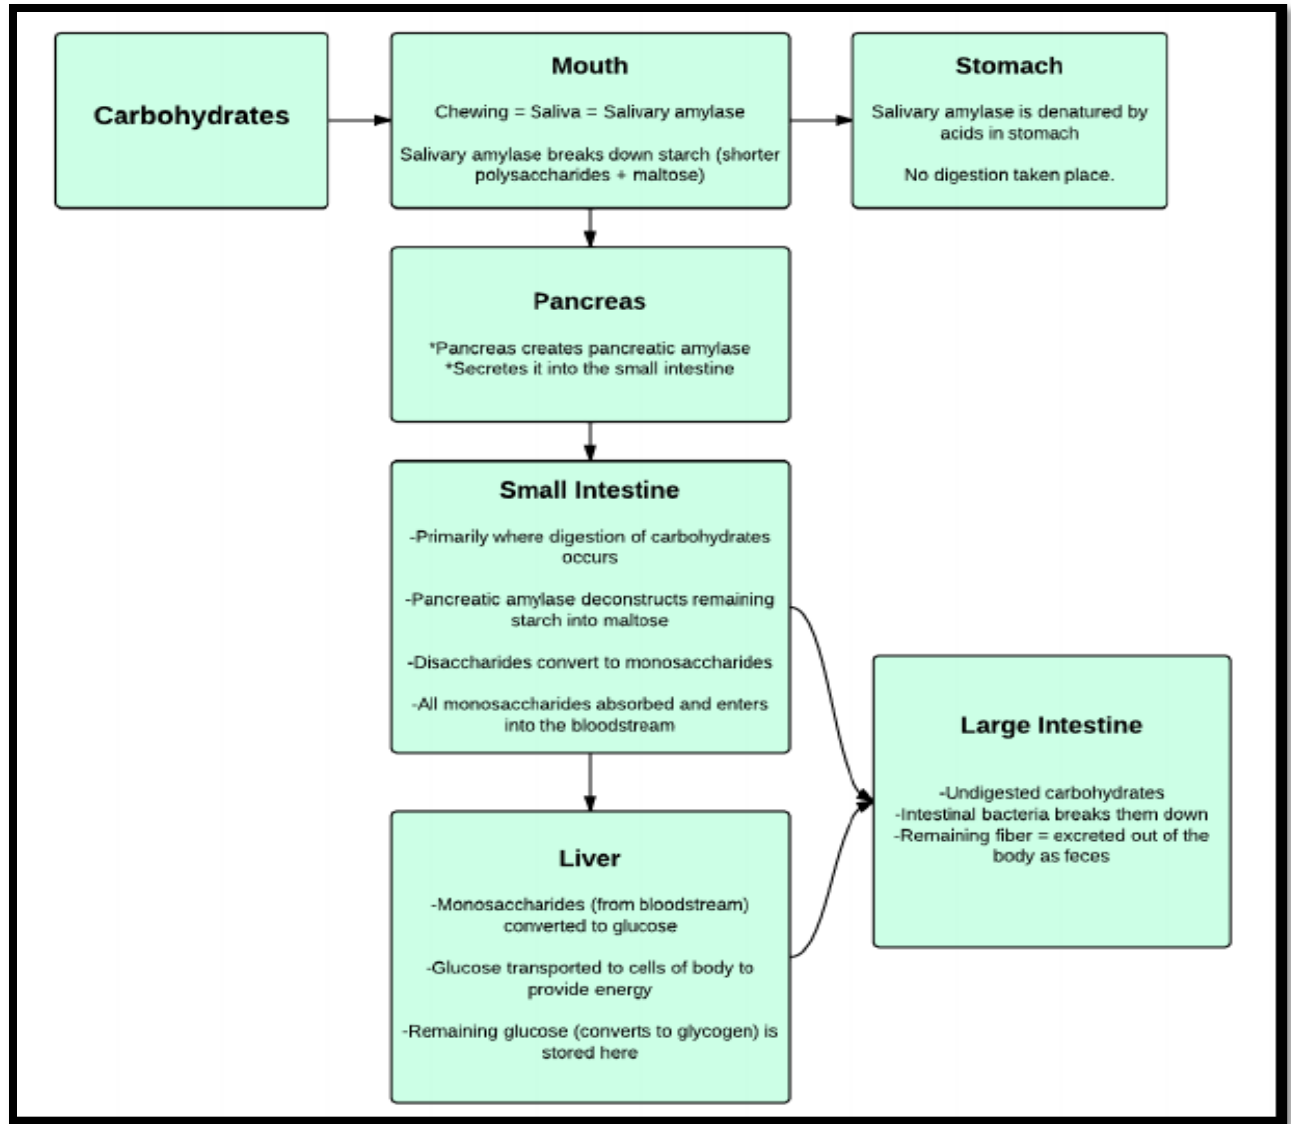 Carbohydrates
Mouth
Chewing = Saliva = Salivary amylase
Salivary amylase breaks down starch (shorter
polysaccharides + maltose)
Stomach
Salivary amylase is denatured by
acids in stomach
No digestion taken place.
Pancreas
*Pancreas creates pancreatic amylase
*Secretes it into the small intestine
Small Intestine
-Primarily where digestion of carbohydrates
occurs
-Pancreatic amylase deconstructs remaining
starch into maltose
-Disaccharides convert to monosaccharides
-All monosaccharides absorbed and enters
into the bloodstream
Large Intestine
-Undigested carbohydrates
-Intestinal bacteria breaks them down
-Remaining fiber = excreted out of the
body as feces
Liver
-Monosaccharides (from bloodstream)
converted to glucose
-Glucose transported to cells of body to
provide energy
-Remaining glucose (converts to glycogen) is
stored here